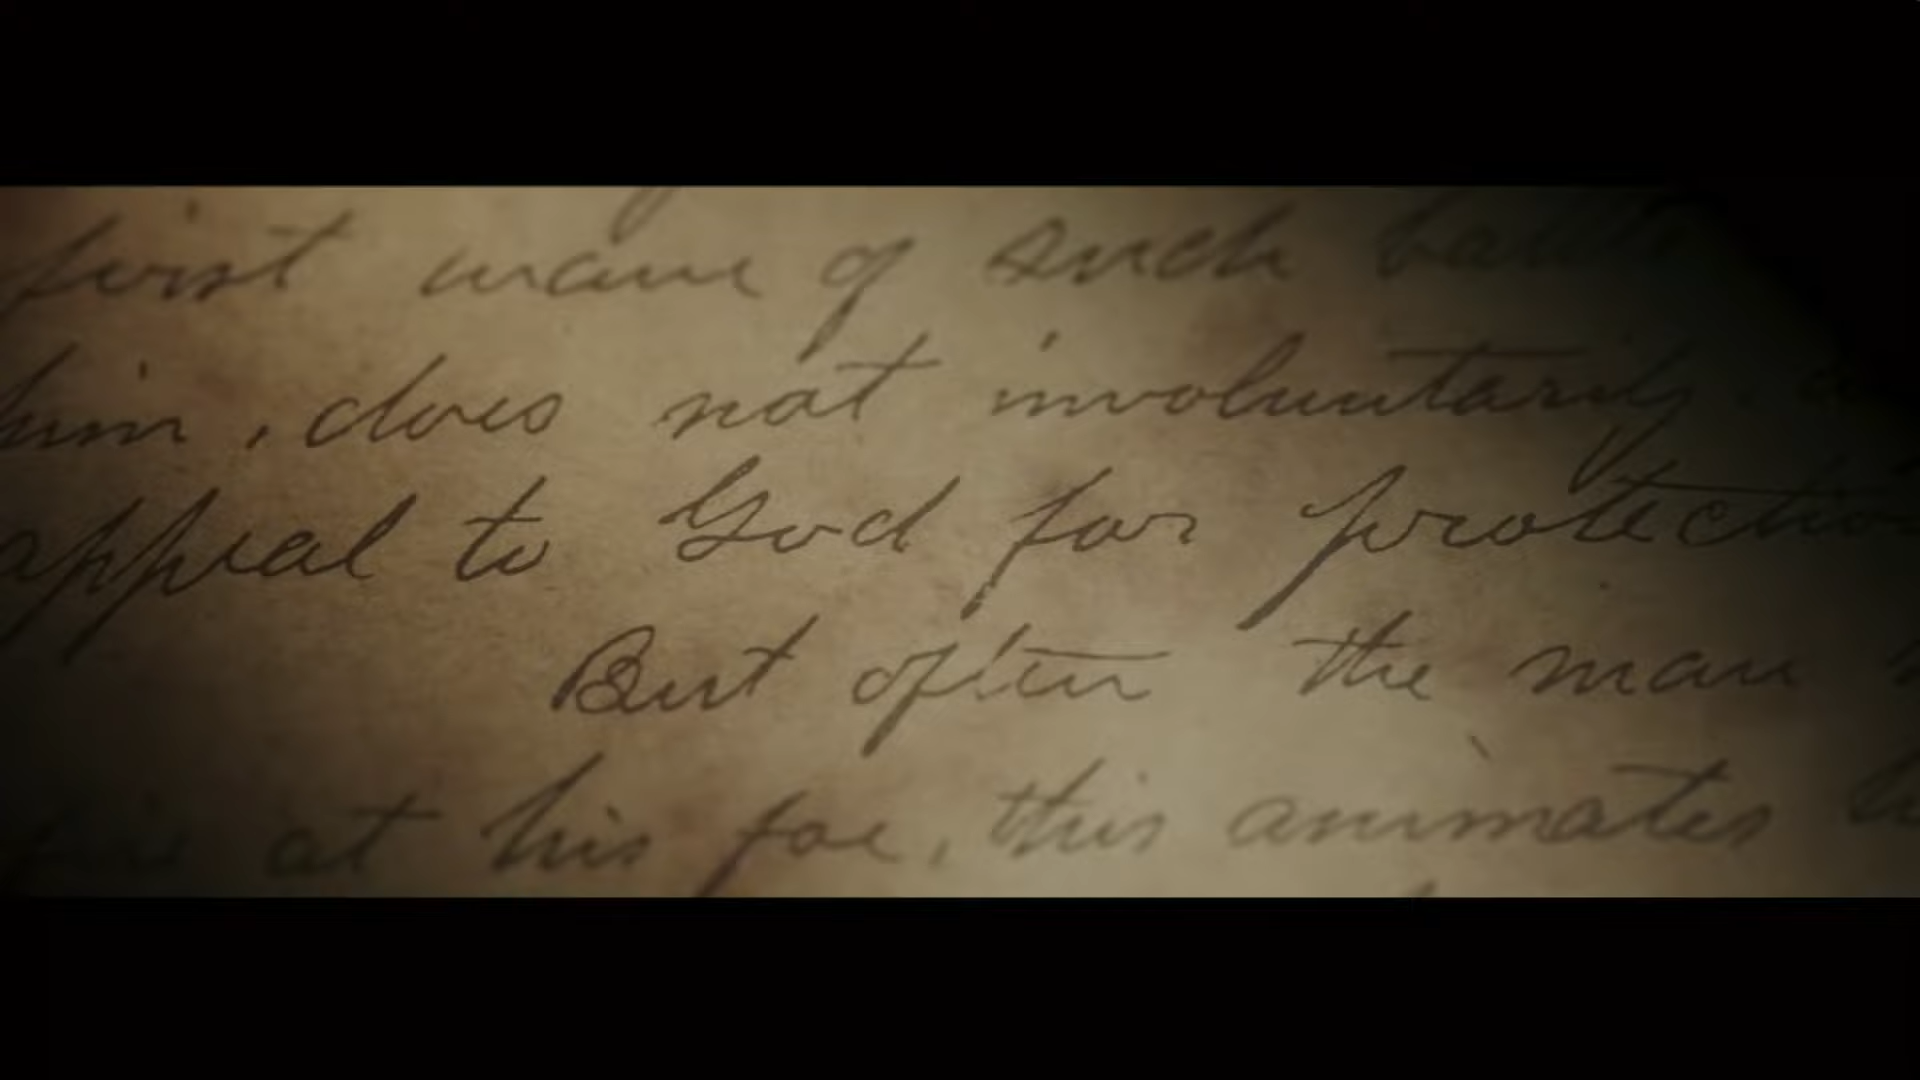 first wave of such
him, does not involuntarily,
appeal to God for protection
But often the man
at his foe, this animates